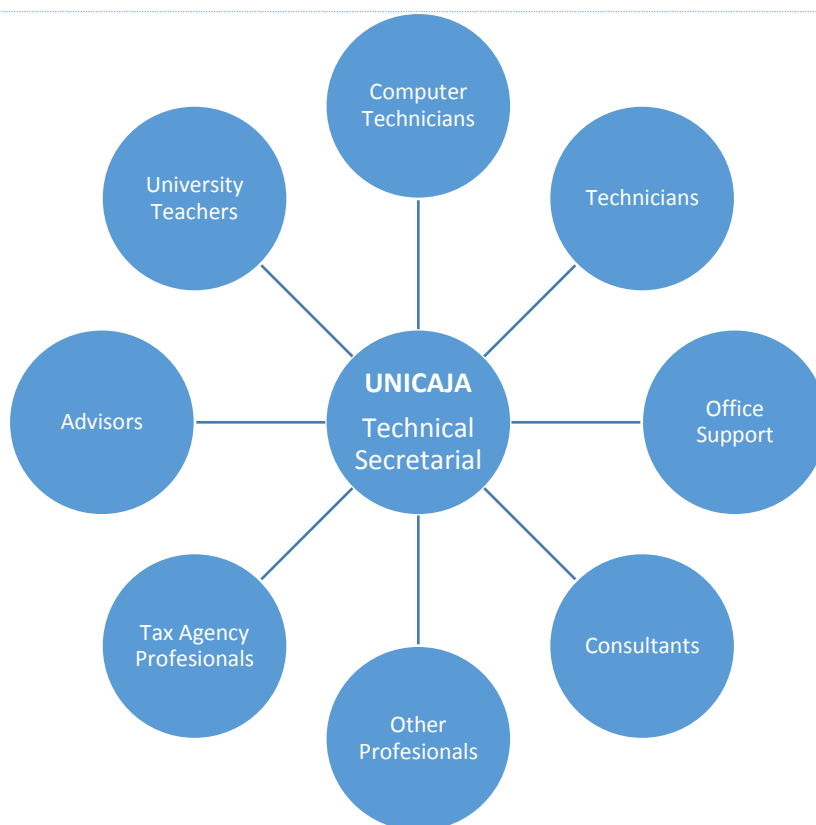 Computer
Technicians
University
Teachers
Technicians
UNICAJA
Technical
Secretarial
Advisors
Office
Support
Tax Agency
Profesionals
Consultants
Other
Profesionals